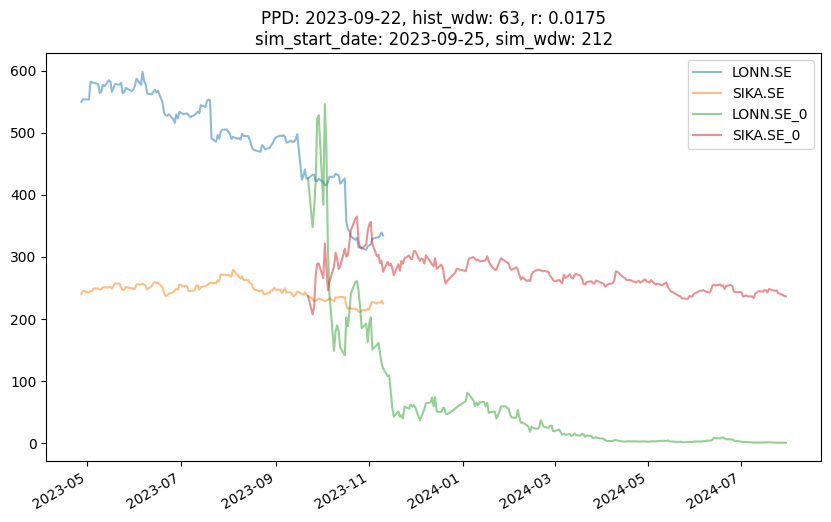 PPD: 2023-09-22, hist_wdw: 63, r: 0.0175
sim_start_date: 2023-09-25, sim_wdw: 212
LONN.SE
SIKA.SE
LONN.SE_0
SIKA.SE_0
600
500
400
300
200
100
0
2023-05
2023-07
2023-09
2023-11
2024-01
2024-03
2024-05
2024-07